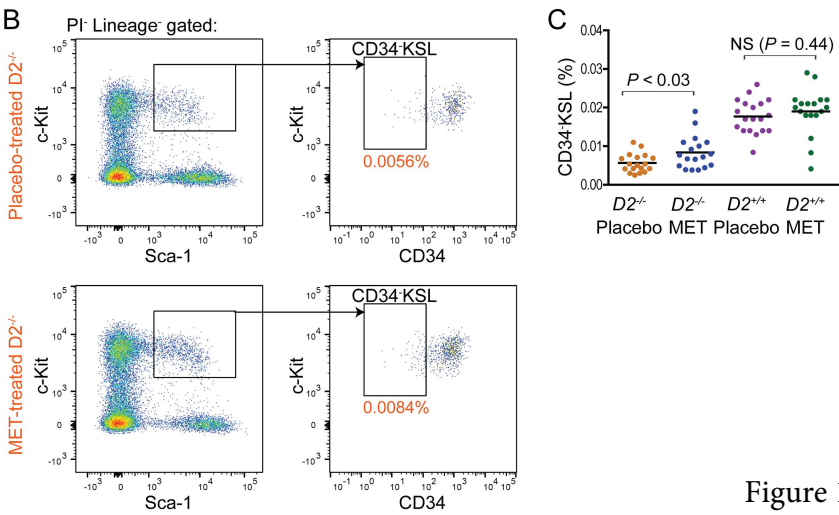 B
PI⁻ Lineage⁻ gated:
Placebo-treated D2⁻/⁻
c-Kit
10⁵
10⁴
10³
0
-10³
-10³ 0 10³ 10⁴ 10⁵
Sca-1
CD34⁻KSL
0.0056%
c-Kit
10⁵
10⁴
10³
0
-10³
-10⁻¹ 10¹ 10² 10³ 10⁴ 10⁵
CD34
MET-treated D2⁻/⁻
c-Kit
10⁵
10⁴
10³
0
-10³
-10³ 0 10³ 10⁴ 10⁵
Sca-1
CD34⁻KSL
0.0084%
c-Kit
10⁵
10⁴
10³
0
-10³
-10⁻¹ 10¹ 10² 10³ 10⁴ 10⁵
CD34
C
CD34⁻KSL (%)
0.04
0.03
0.02
0.01
0.00
P < 0.03
NS (P = 0.44)
D2⁻/⁻ D2⁻/⁻ D2⁺/⁺ D2⁺/⁺
Placebo MET Placebo MET
Figure